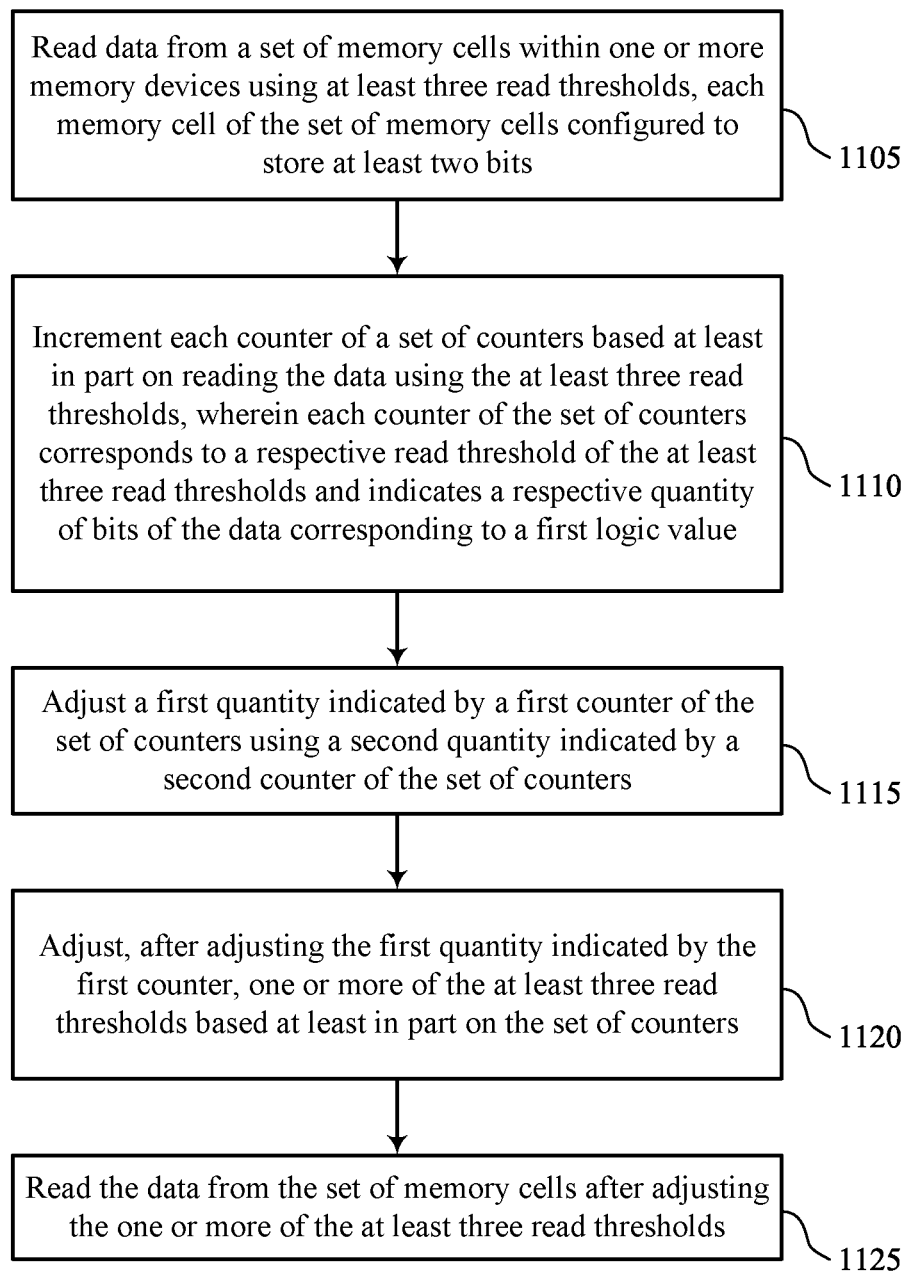 Read data from a set of memory cells within one or more
memory devices using at least three read thresholds, each
memory cell of the set of memory cells configured to
store at least two bits
1105
Increment each counter of a set of counters based at least
in part on reading the data using the at least three read
thresholds, wherein each counter of the set of counters
corresponds to a respective read threshold of the at least
three read thresholds and indicates a respective quantity
of bits of the data corresponding to a first logic value
1110
Adjust a first quantity indicated by a first counter of the
set of counters using a second quantity indicated by a
second counter of the set of counters
1115
Adjust, after adjusting the first quantity indicated by the
first counter, one or more of the at least three read
thresholds based at least in part on the set of counters
1120
Read the data from the set of memory cells after adjusting
the one or more of the at least three read thresholds
1125